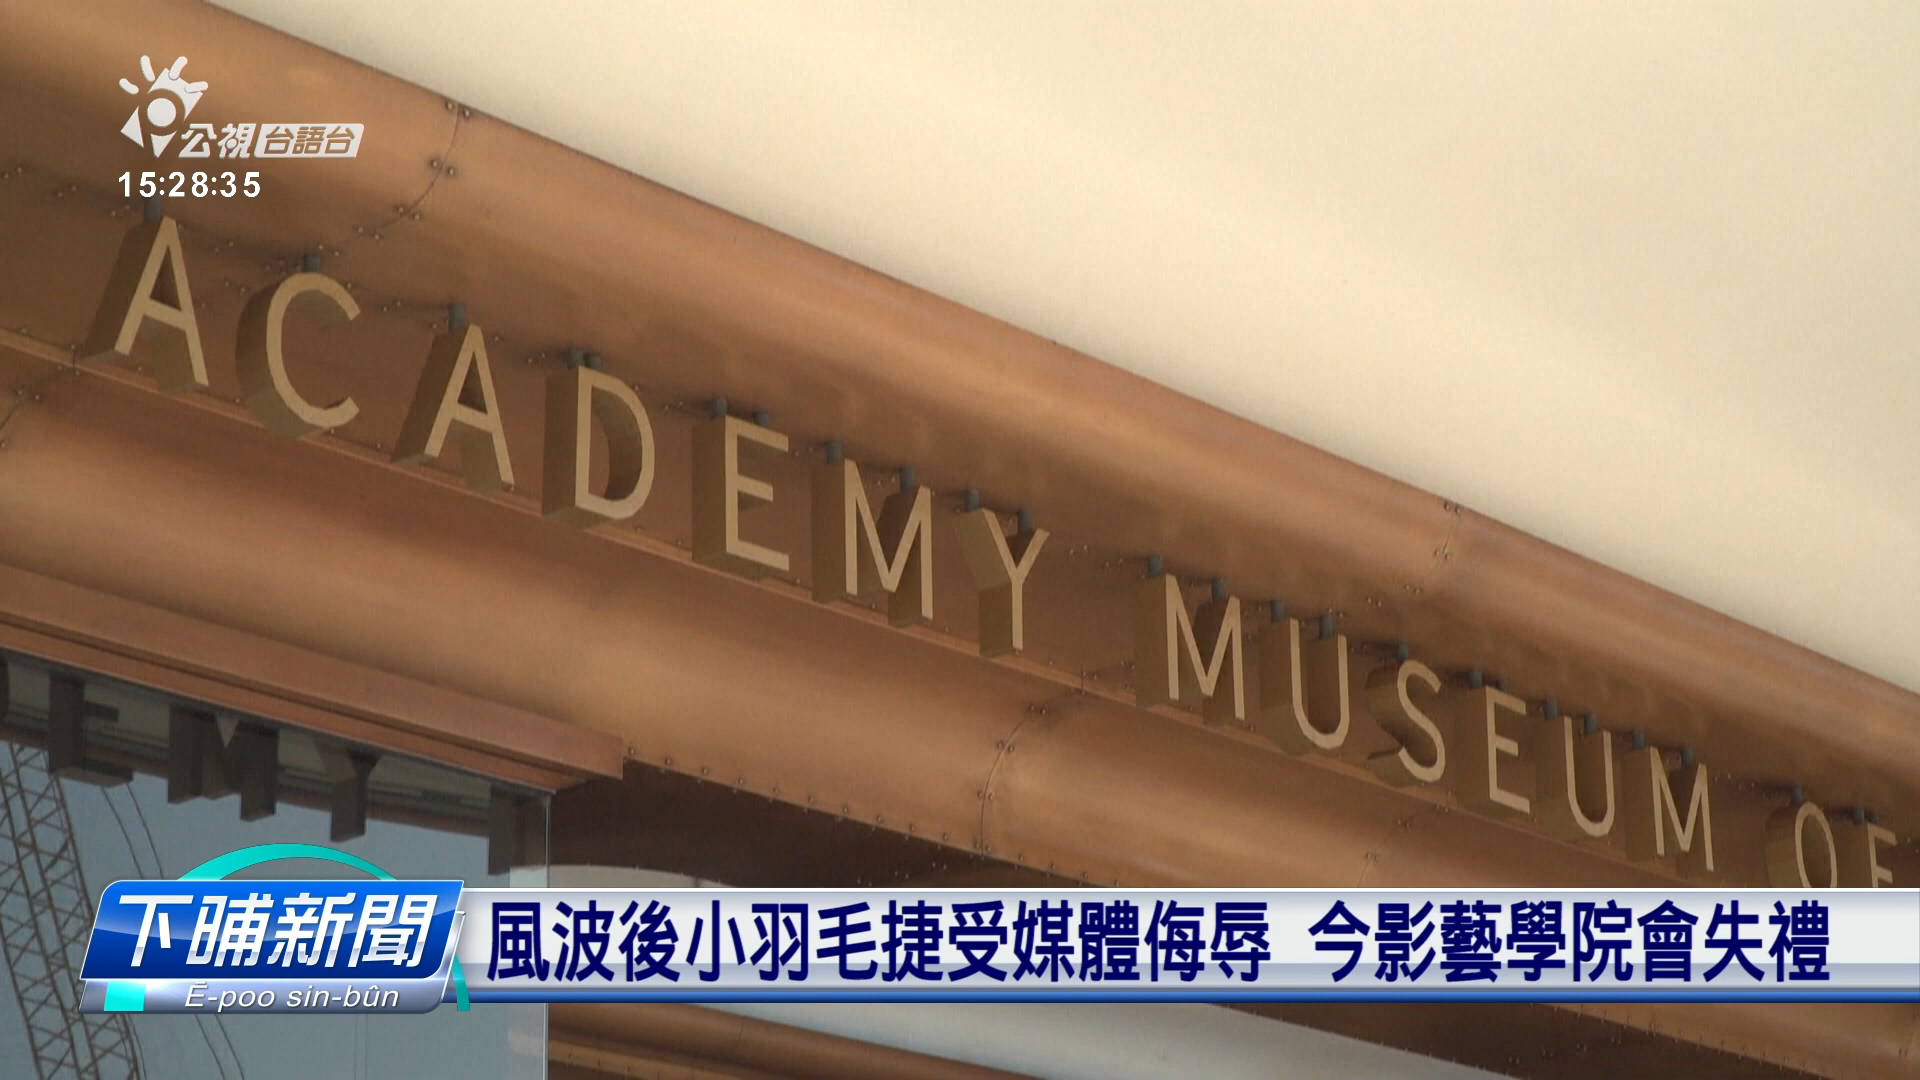 公視台語台
15:28:35
ACADEMY MUSEUM OF
EMY
下晡新聞
Ē-poo sin-bûn
風波後小羽毛捷受媒體侮辱 今影藝學院會失禮